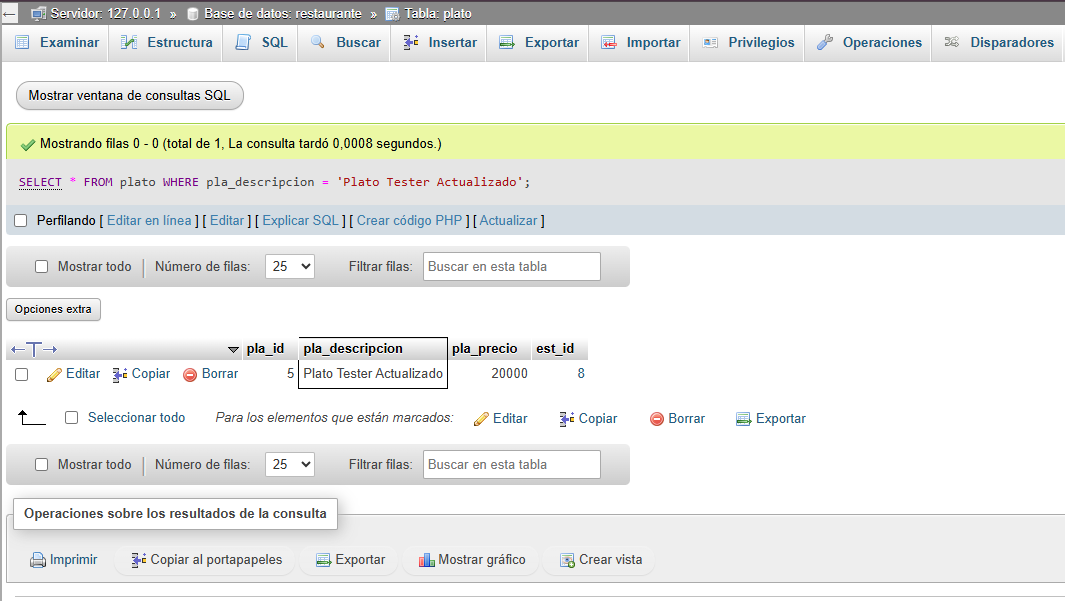 Servidor: 127.0.0.1 » Base de datos: restaurante » Tabla: plato
Examinar Estructura SQL Buscar Insertar Exportar Importar Privilegios Operaciones Disparadores
Mostrar ventana de consultas SQL
Mostrando filas 0 - 0 (total de 1, La consulta tardó 0,0008 segundos.)
SELECT * FROM plato WHERE pla_descripcion = 'Plato Tester Actualizado';
Perfilando [ Editar en línea ] [ Editar ] [ Explicar SQL ] [ Crear código PHP ] [ Actualizar ]
Mostrar todo Número de filas: 25 Filtrar filas: Buscar en esta tabla
Opciones extra
pla_id pla_descripcion pla_precio est_id
Editar Copiar Borrar 5 Plato Tester Actualizado 20000 8
Seleccionar todo Para los elementos que están marcados: Editar Copiar Borrar Exportar
Mostrar todo Número de filas: 25 Filtrar filas: Buscar en esta tabla
Operaciones sobre los resultados de la consulta
Imprimir Copiar al portapapeles Exportar Mostrar gráfico Crear vista